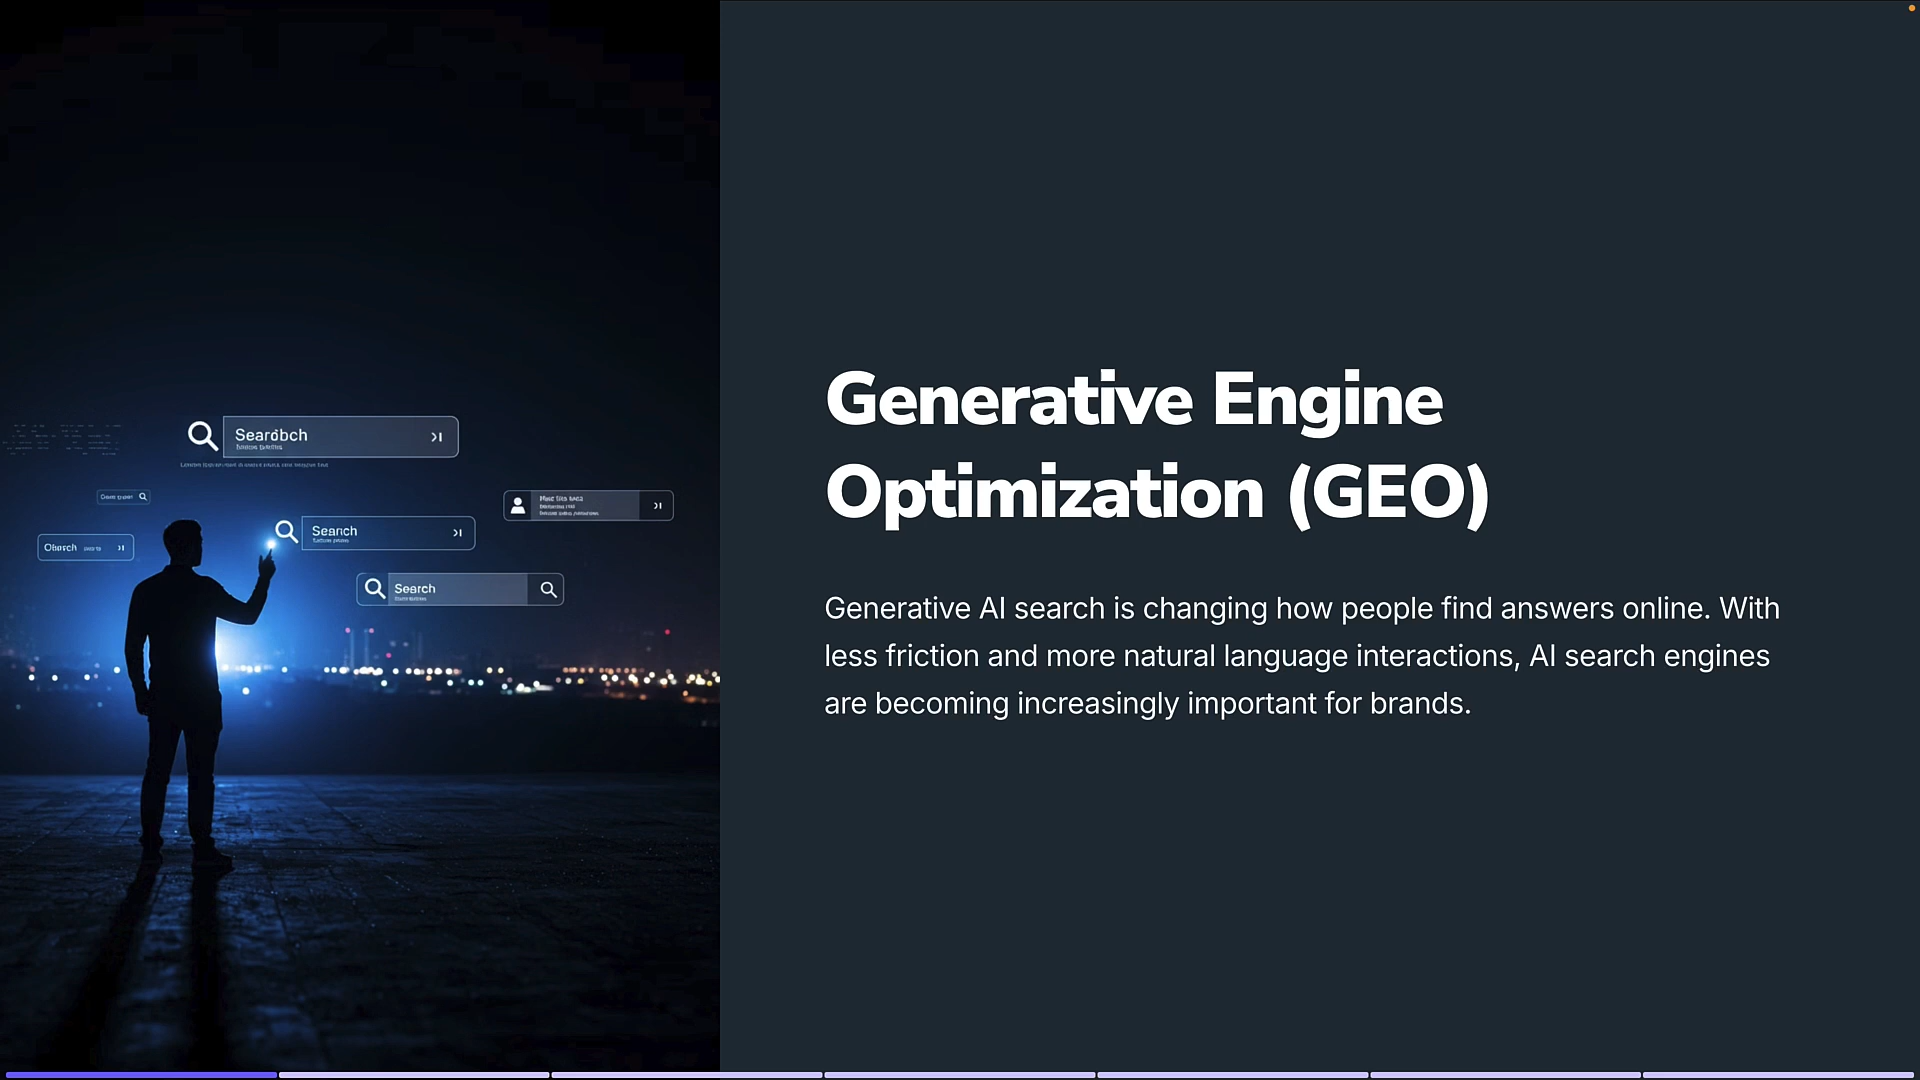 Searbch
Search
Search
Generative Engine
Optimization (GEO)
Generative AI search is changing how people find answers online. With
less friction and more natural language interactions, AI search engines
are becoming increasingly important for brands.